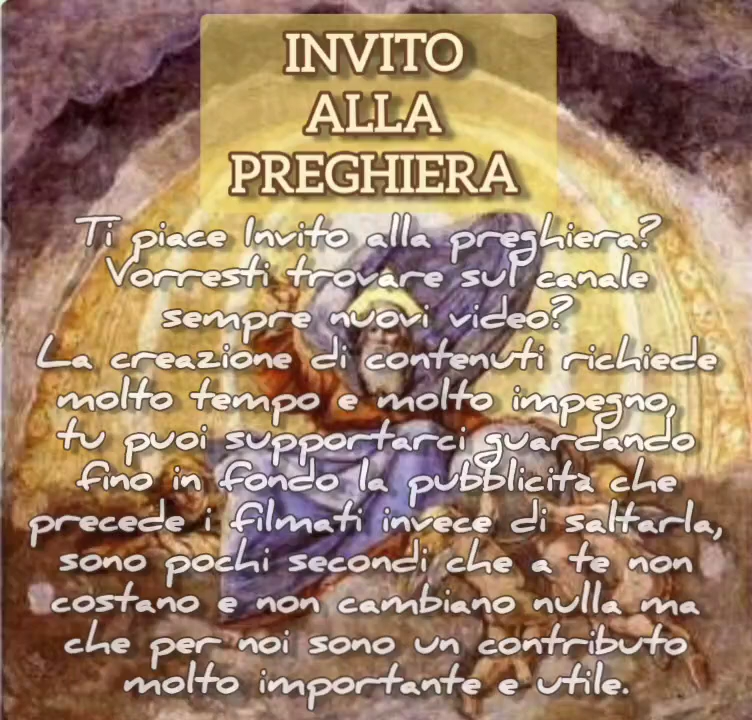 INVITO
ALLA
PREGHIERA
Ti piace Invito alla preghiera?
Vorresti trovare sul canale
sempre nuovi video?
La creazione di contenuti richiede
molto tempo e molto impegno,
tu puoi supportarci guardando
fino in fondo la pubblicità che
precede i filmati invece di saltarla,
sono pochi secondi che a te non
costano e non cambiano nulla ma
che per noi sono un contributo
molto importante e utile.